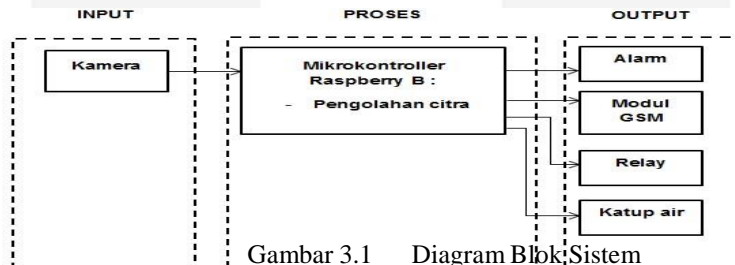 INPUT
PROSES
OUTPUT
Kamera
Mikrokontroller
Raspberry B :
- Pengolahan citra
Alarm
Modul
GSM
Relay
Katup air
Gambar 3.1 Diagram Blok Sistem